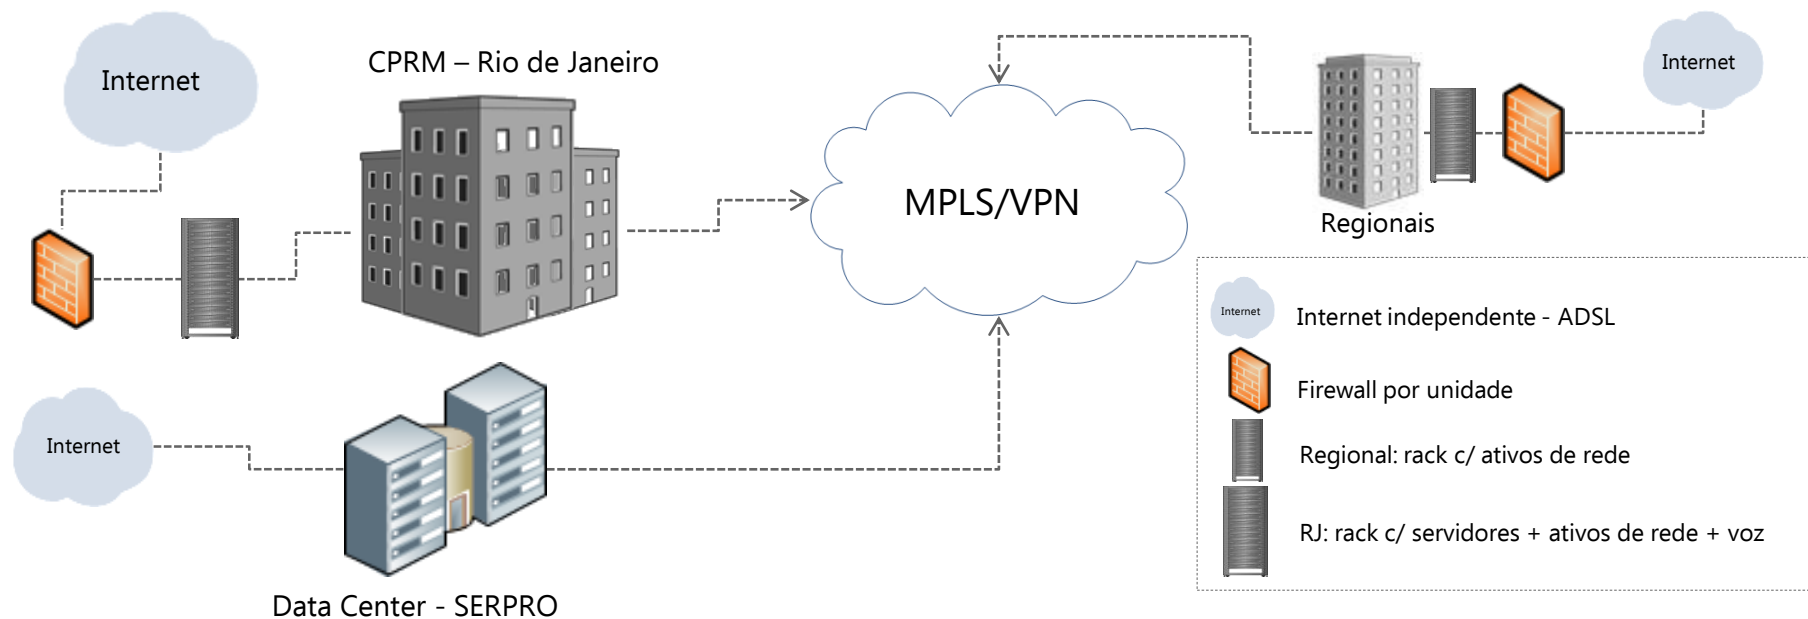 Internet
CPRM – Rio de Janeiro
Internet
MPLS/VPN
Regionais
Internet
Data Center - SERPRO
Internet
Internet independente - ADSL
Firewall por unidade
Regional: rack c/ ativos de rede
RJ: rack c/ servidores + ativos de rede + voz